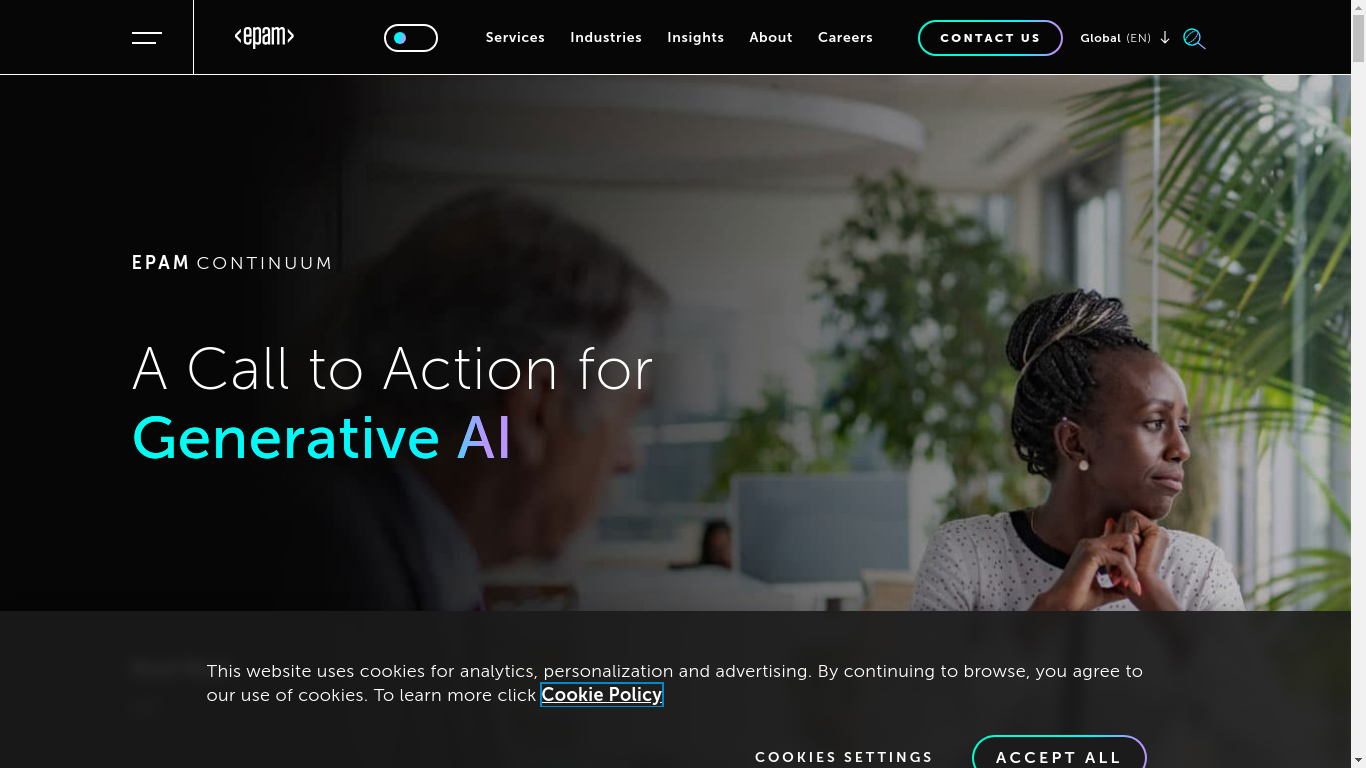 <epam>
Services
Industries
Insights
About
Careers
CONTACT US
Global (EN)
EPAM CONTINUUM
A Call to Action for
Generative AI
This website uses cookies for analytics, personalization and advertising. By continuing to browse, you agree to
our use of cookies. To learn more click Cookie Policy
COOKIES SETTINGS
ACCEPT ALL